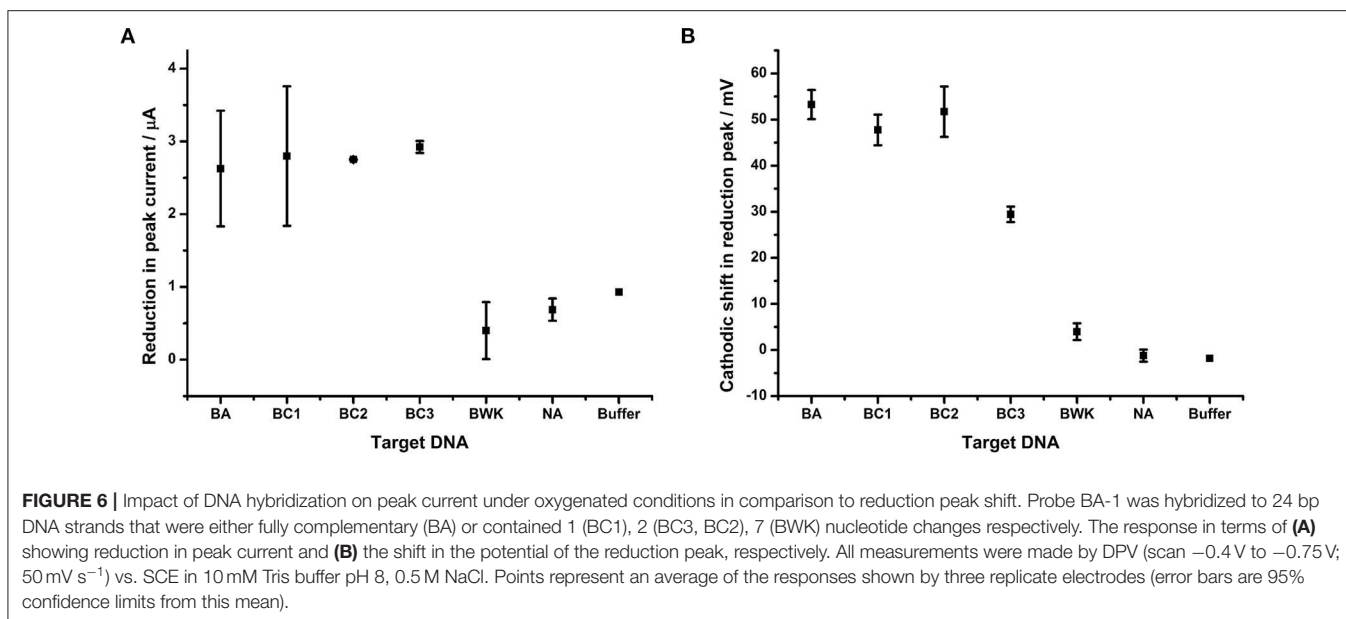 A
Reduction in peak current / μA
4
3
2
1
0
BA BC1 BC2 BC3 BWK NA Buffer
Target DNA
B
Cathodic shift in reduction peak / mV
60
50
40
30
20
10
0
-10
BA BC1 BC2 BC3 BWK NA Buffer
Target DNA
FIGURE 6 | Impact of DNA hybridization on peak current under oxygenated conditions in comparison to reduction peak shift. Probe BA-1 was hybridized to 24 bp
DNA strands that were either fully complementary (BA) or contained 1 (BC1), 2 (BC3, BC2), 7 (BWK) nucleotide changes respectively. The response in terms of (A)
showing reduction in peak current and (B) the shift in the potential of the reduction peak, respectively. All measurements were made by DPV (scan −0.4 V to −0.75 V;
50 mV s⁻¹) vs. SCE in 10 mM Tris buffer pH 8, 0.5 M NaCl. Points represent an average of the responses shown by three replicate electrodes (error bars are 95%
confidence limits from this mean).